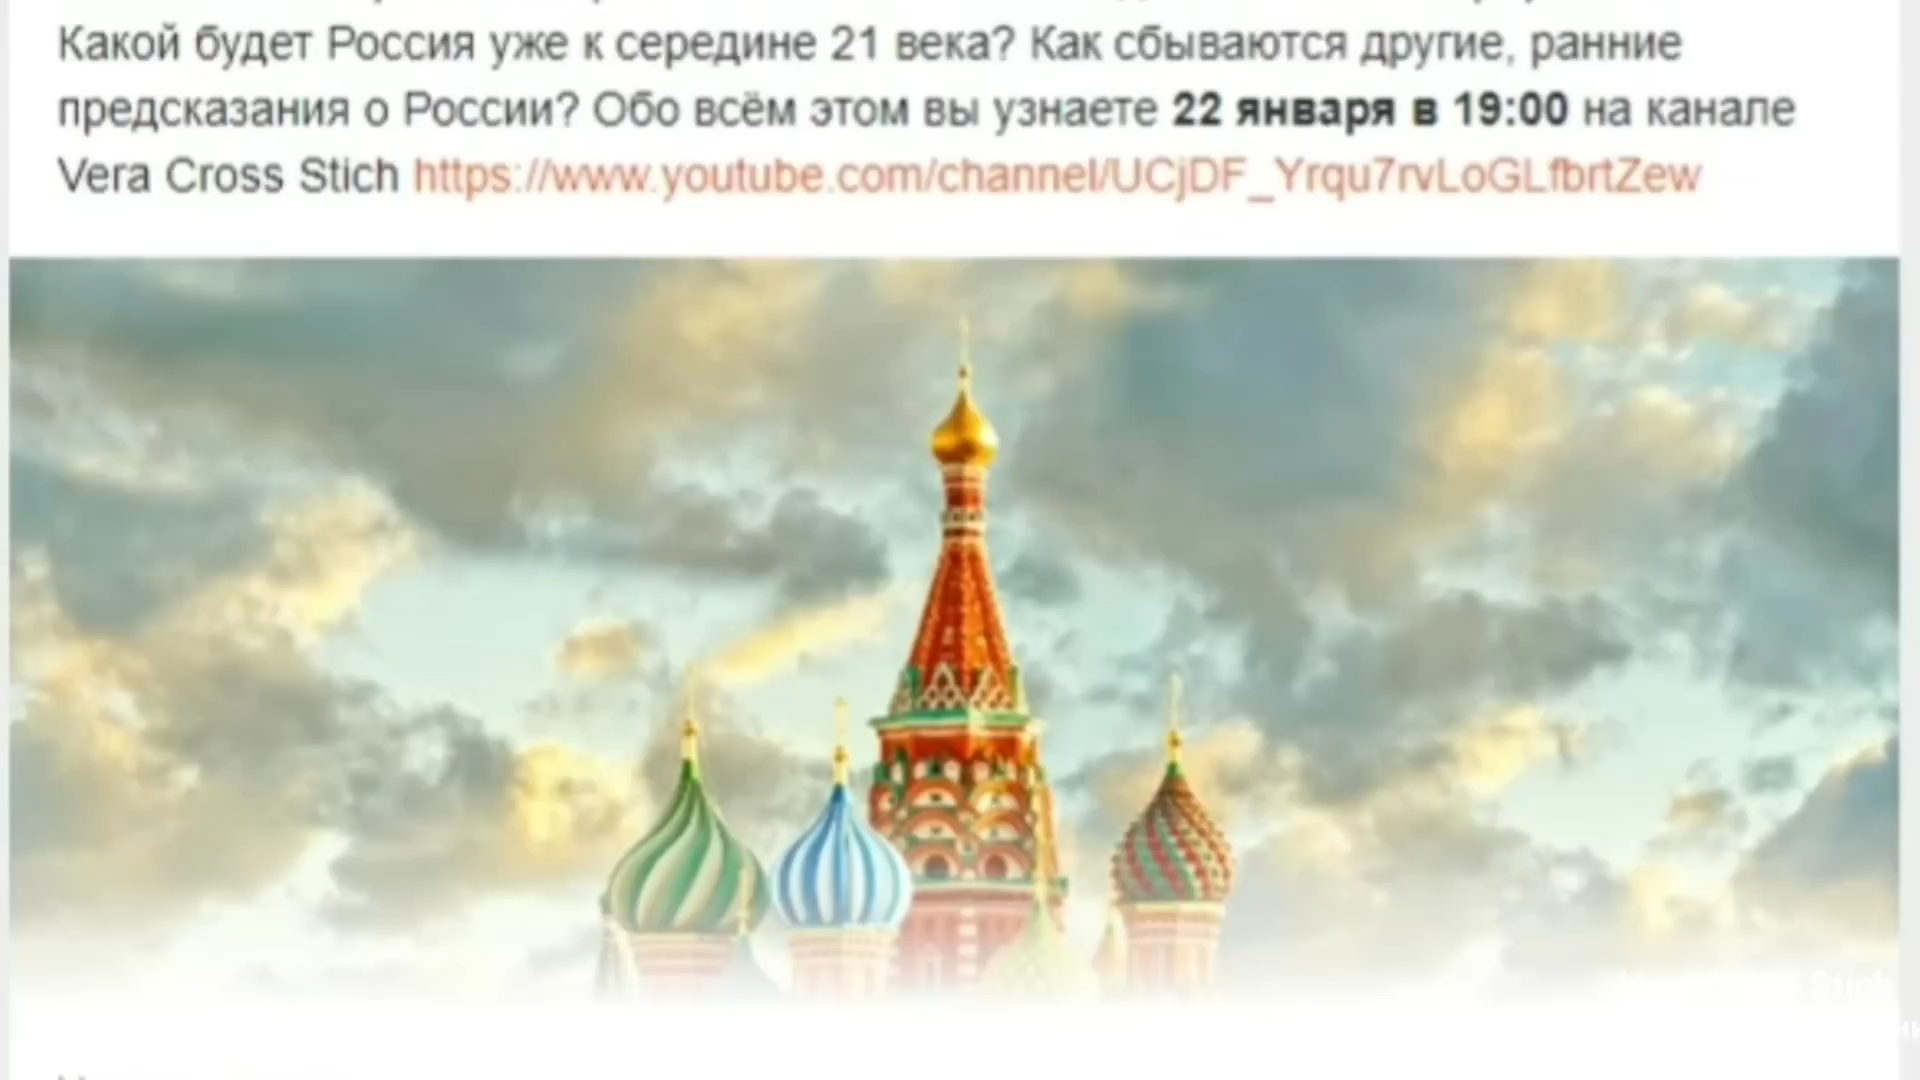 Какой будет Россия уже к середине 21 века? Как сбываются другие, ранние
предсказания о России? Обо всём этом вы узнаете 22 января в 19:00 на канале
Vera Cross Stich https://www.youtube.com/channel/UCjDF_Yrqu7rvLoGLfbrtZew
Stich